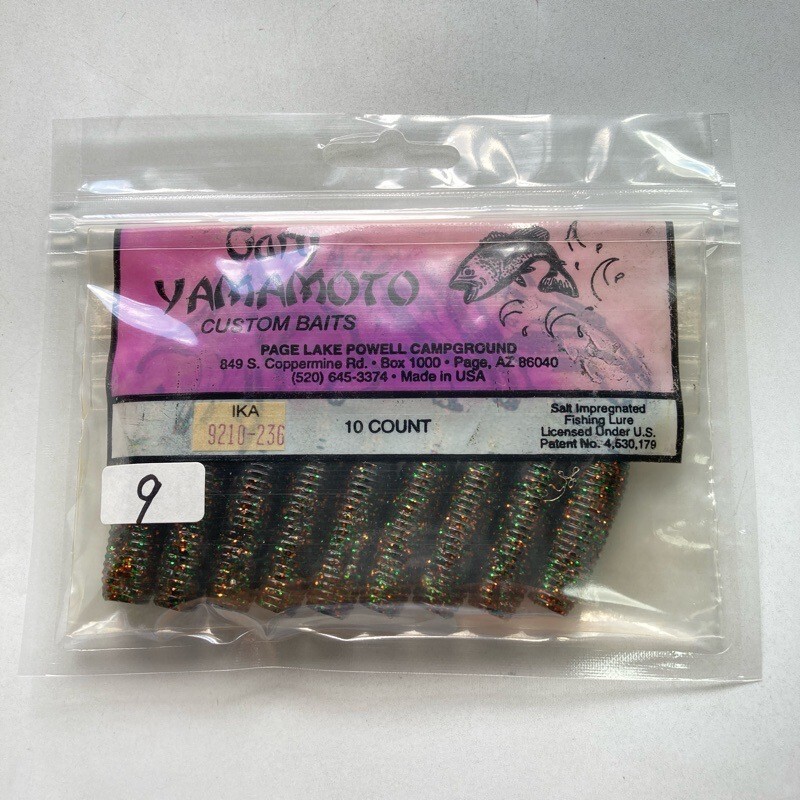 Gary
YAMAMOTO
CUSTOM BAITS
PAGE LAKE POWELL CAMPGROUND
849 S. Coppermine Rd. • Box 1000 • Page, AZ 86040
(520) 645-3374 • Made in USA
IKA
9210-236
10 COUNT
Salt Impregnated
Fishing Lure
Licensed Under U.S.
Patent No. 4,530,179
9